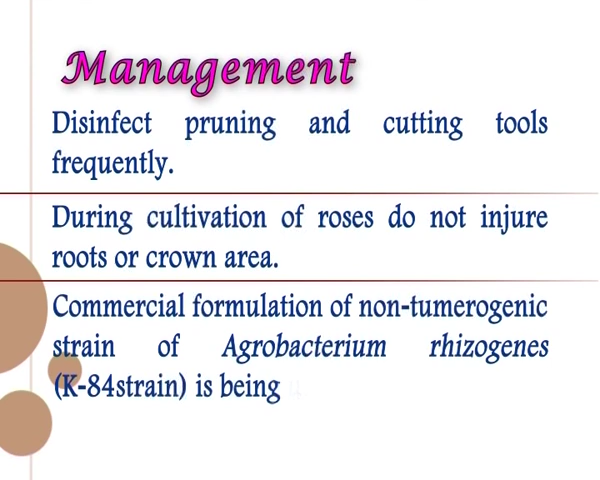 Management
Disinfect pruning and cutting tools
frequently.
During cultivation of roses do not injure
roots or crown area.
Commercial formulation of non-tumerogenic
strain of Agrobacterium rhizogenes
(K-84strain) is being